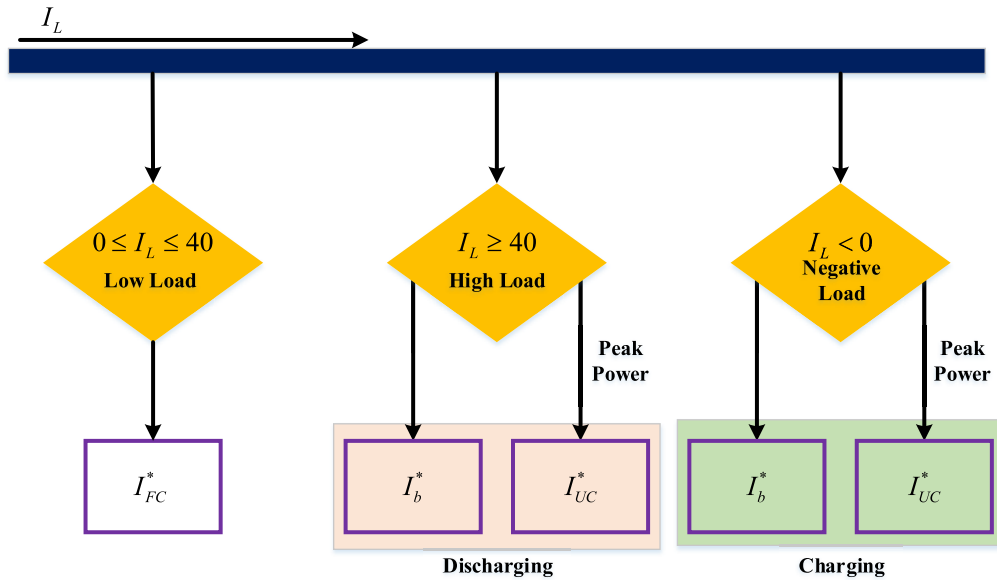 I_L
0 ≤ I_L ≤ 40
Low Load
I_L ≥ 40
High Load
I_L < 0
Negative
Load
Peak
Power
Peak
Power
I*_FC
I*_b
I*_UC
I*_b
I*_UC
Discharging
Charging